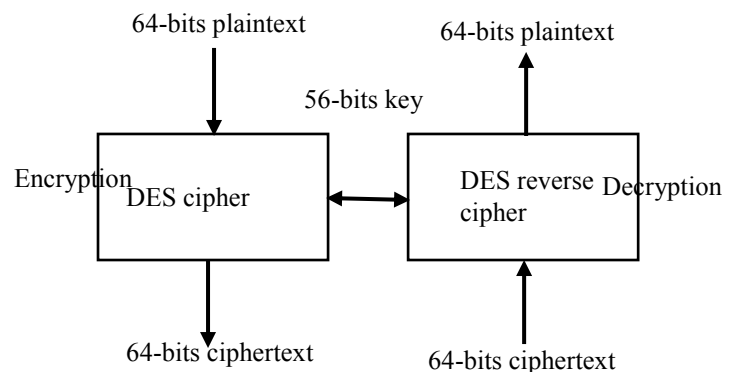 64-bits plaintext
64-bits plaintext
56-bits key
Encryption
DES cipher
DES reverse
cipher
Decryption
64-bits ciphertext
64-bits ciphertext